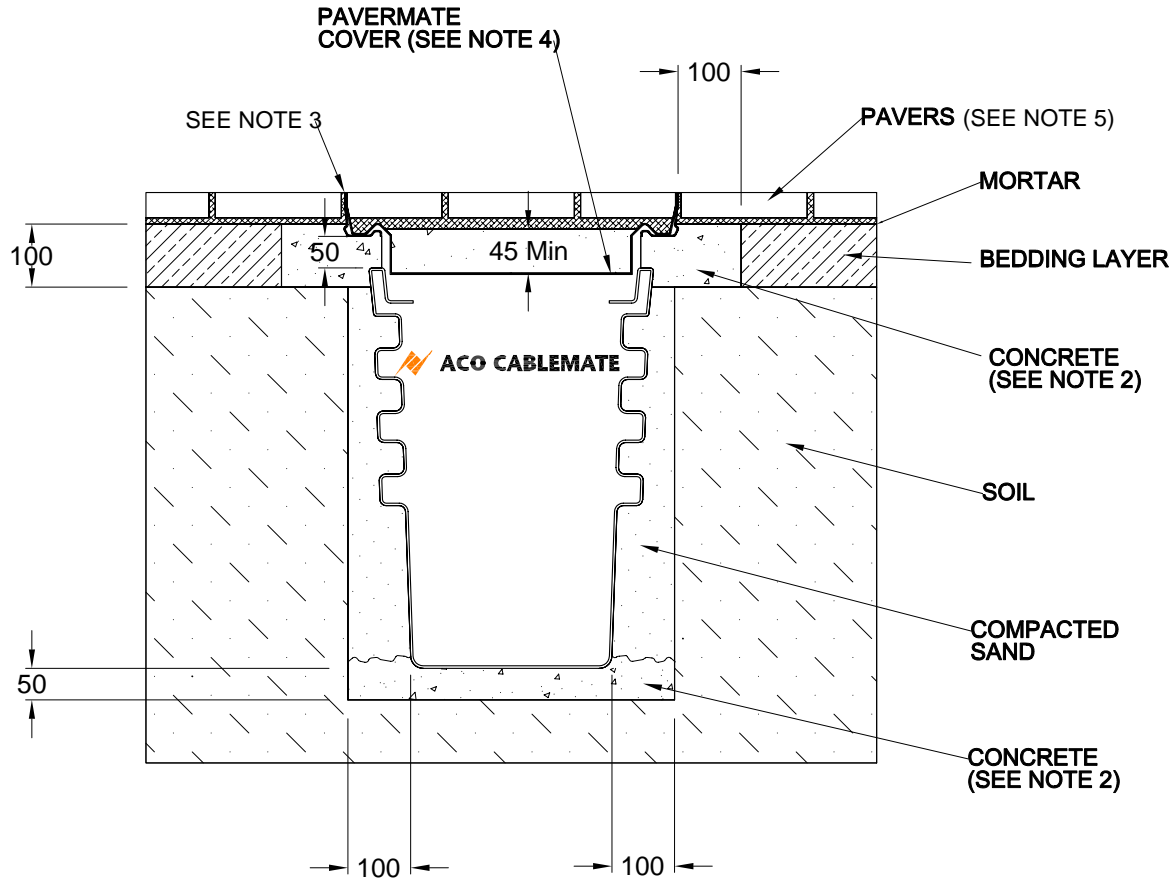 PAVERMATE
COVER (SEE NOTE 4)
100
SEE NOTE 3
PAVERS (SEE NOTE 5)
MORTAR
100
50
45 Min
BEDDING LAYER
ACO CABLEMATE
CONCRETE
(SEE NOTE 2)
SOIL
COMPACTED
SAND
50
CONCRETE
(SEE NOTE 2)
100
100